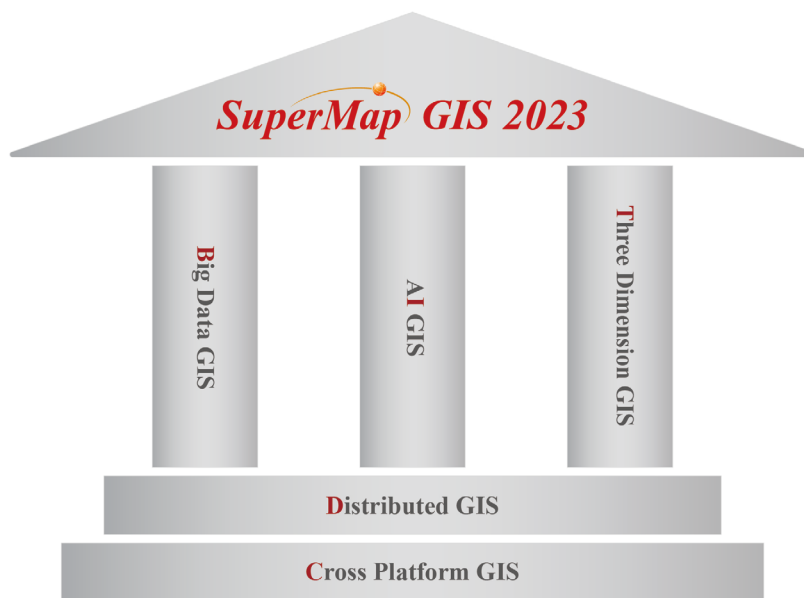 SuperMap GIS 2023
Big Data GIS
AI GIS
Three Dimension GIS
Distributed GIS
Cross Platform GIS